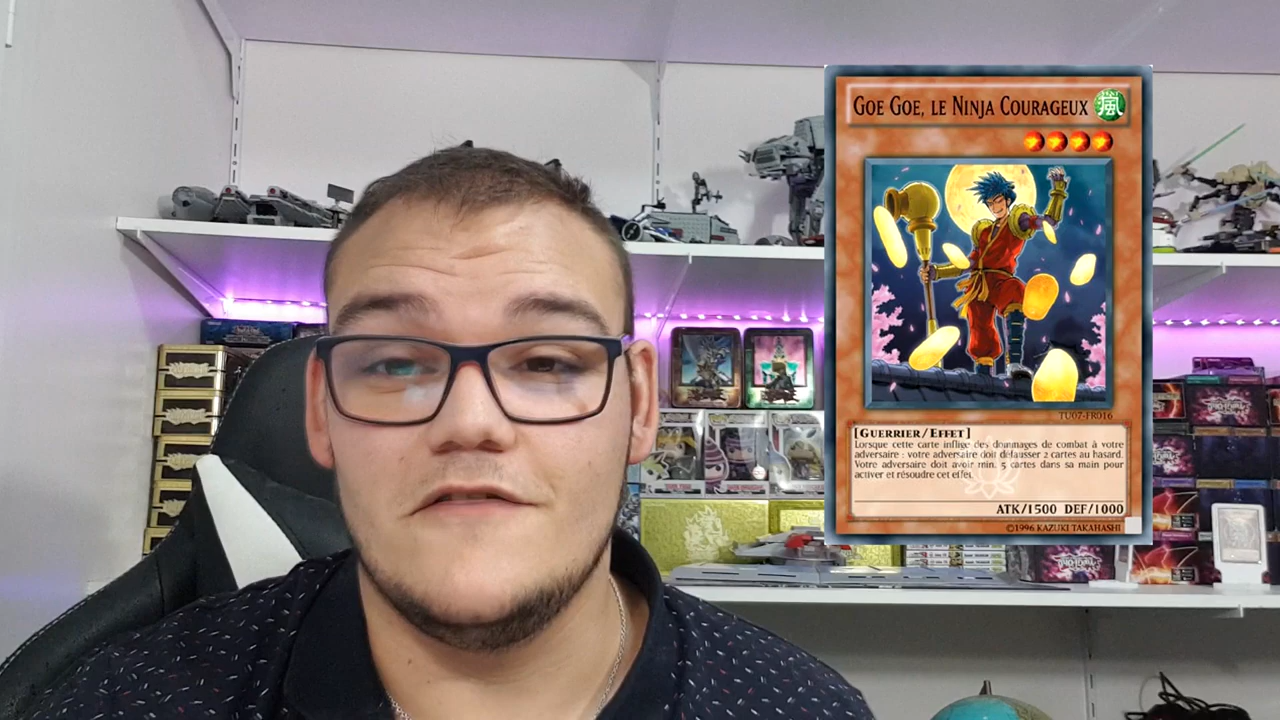 GOE GOE, LE NINJA COURAGEUX
TU07-FR016
[GUERRIER/EFFET]
Lorsque cette carte inflige des dommages de combat à votre
adversaire : votre adversaire doit défausser 2 cartes au hasard.
Votre adversaire doit avoir min. 5 cartes dans sa main pour
activer et résoudre cet effet.
ATK/1500 DEF/1000
©1996 KAZUKI TAKAHASHI